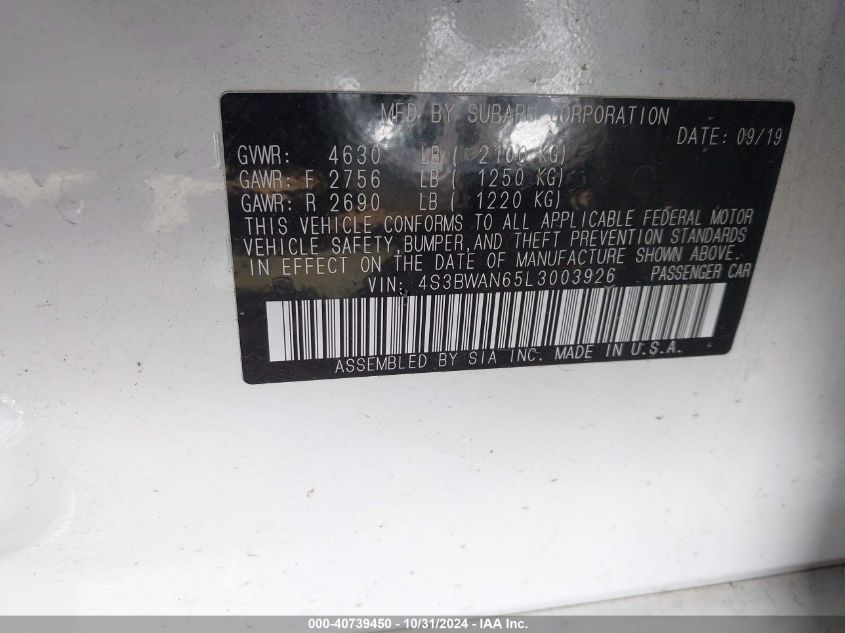 MFD BY SUBARU CORPORATION
DATE: 09/19
GVWR: 4630 LB ( 2100 KG)
GAWR: F 2756 LB ( 1250 KG)
GAWR: R 2690 LB ( 1220 KG)
THIS VEHICLE CONFORMS TO ALL APPLICABLE FEDERAL MOTOR
VEHICLE SAFETY, BUMPER, AND THEFT PREVENTION STANDARDS
IN EFFECT ON THE DATE OF MANUFACTURE SHOWN ABOVE.
VIN: 4S3BWAN65L3003926 PASSENGER CAR
ASSEMBLED BY SIA INC. MADE IN U.S.A.
000-40739450 - 10/31/2024 - IAA Inc.